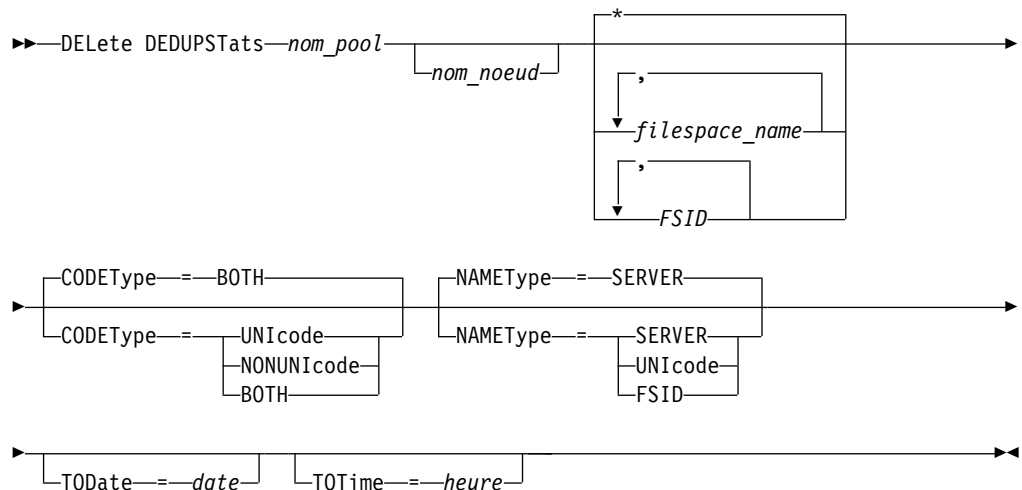 *
DELete DEDUPSTats nom_pool
nom_noeud
,
filespace_name
,
FSID
CODEType = BOTH NAMEType = SERVER
CODEType = UNIcode NAMEType = SERVER
NONUNIcode UNIcode
BOTH FSID
TODate = date TOTime = heure